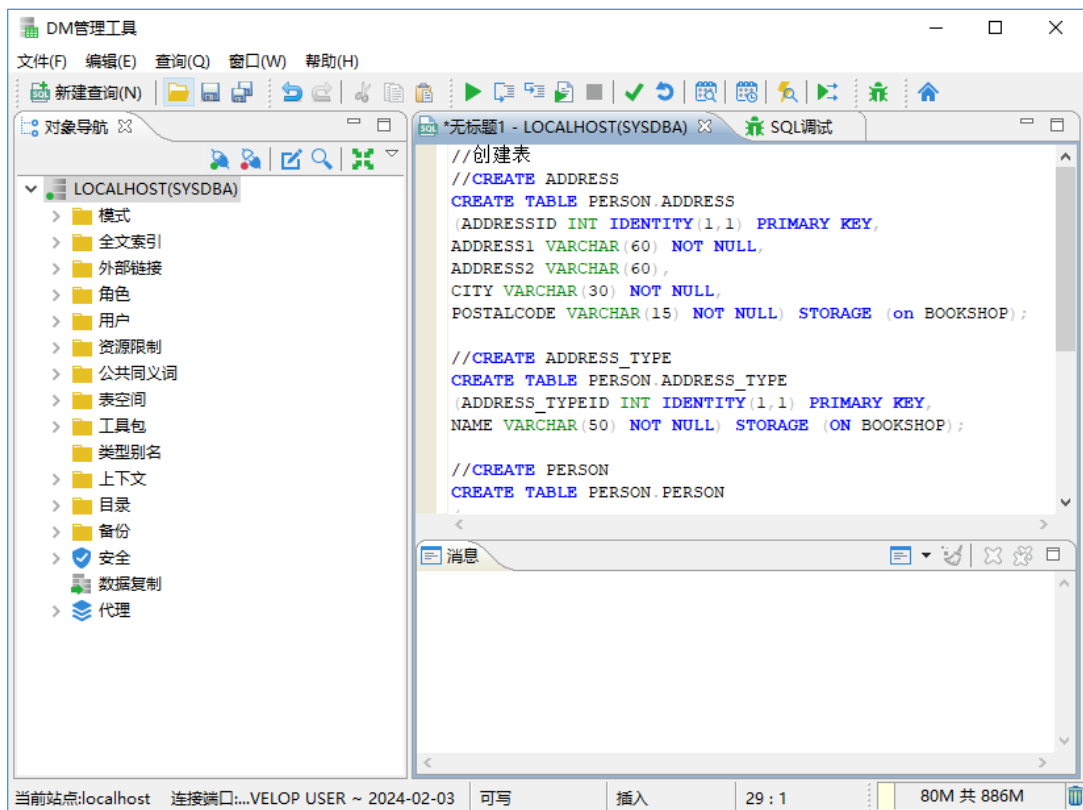 DM管理工具
文件(F) 编辑(E) 查询(Q) 窗口(W) 帮助(H)
新建查询(N)
对象导航
LOCALHOST(SYSDBA)
模式
全文索引
外部链接
角色
用户
资源限制
公共同义词
表空间
工具包
类型别名
上下文
目录
备份
安全
数据复制
代理
*无标题1 - LOCALHOST(SYSDBA) SQL调试
//创建表
//CREATE ADDRESS
CREATE TABLE PERSON.ADDRESS
(ADDRESSID INT IDENTITY(1,1) PRIMARY KEY,
ADDRESS1 VARCHAR(60) NOT NULL,
ADDRESS2 VARCHAR(60),
CITY VARCHAR(30) NOT NULL,
POSTALCODE VARCHAR(15) NOT NULL) STORAGE (on BOOKSHOP);
//CREATE ADDRESS_TYPE
CREATE TABLE PERSON.ADDRESS_TYPE
(ADDRESS_TYPEID INT IDENTITY(1,1) PRIMARY KEY,
NAME VARCHAR(50) NOT NULL) STORAGE (ON BOOKSHOP);
//CREATE PERSON
CREATE TABLE PERSON.PERSON
消息
当前站点:localhost 连接端口:...VELOP USER ~ 2024-02-03 可写 插入 29 : 1 80M 共 886M